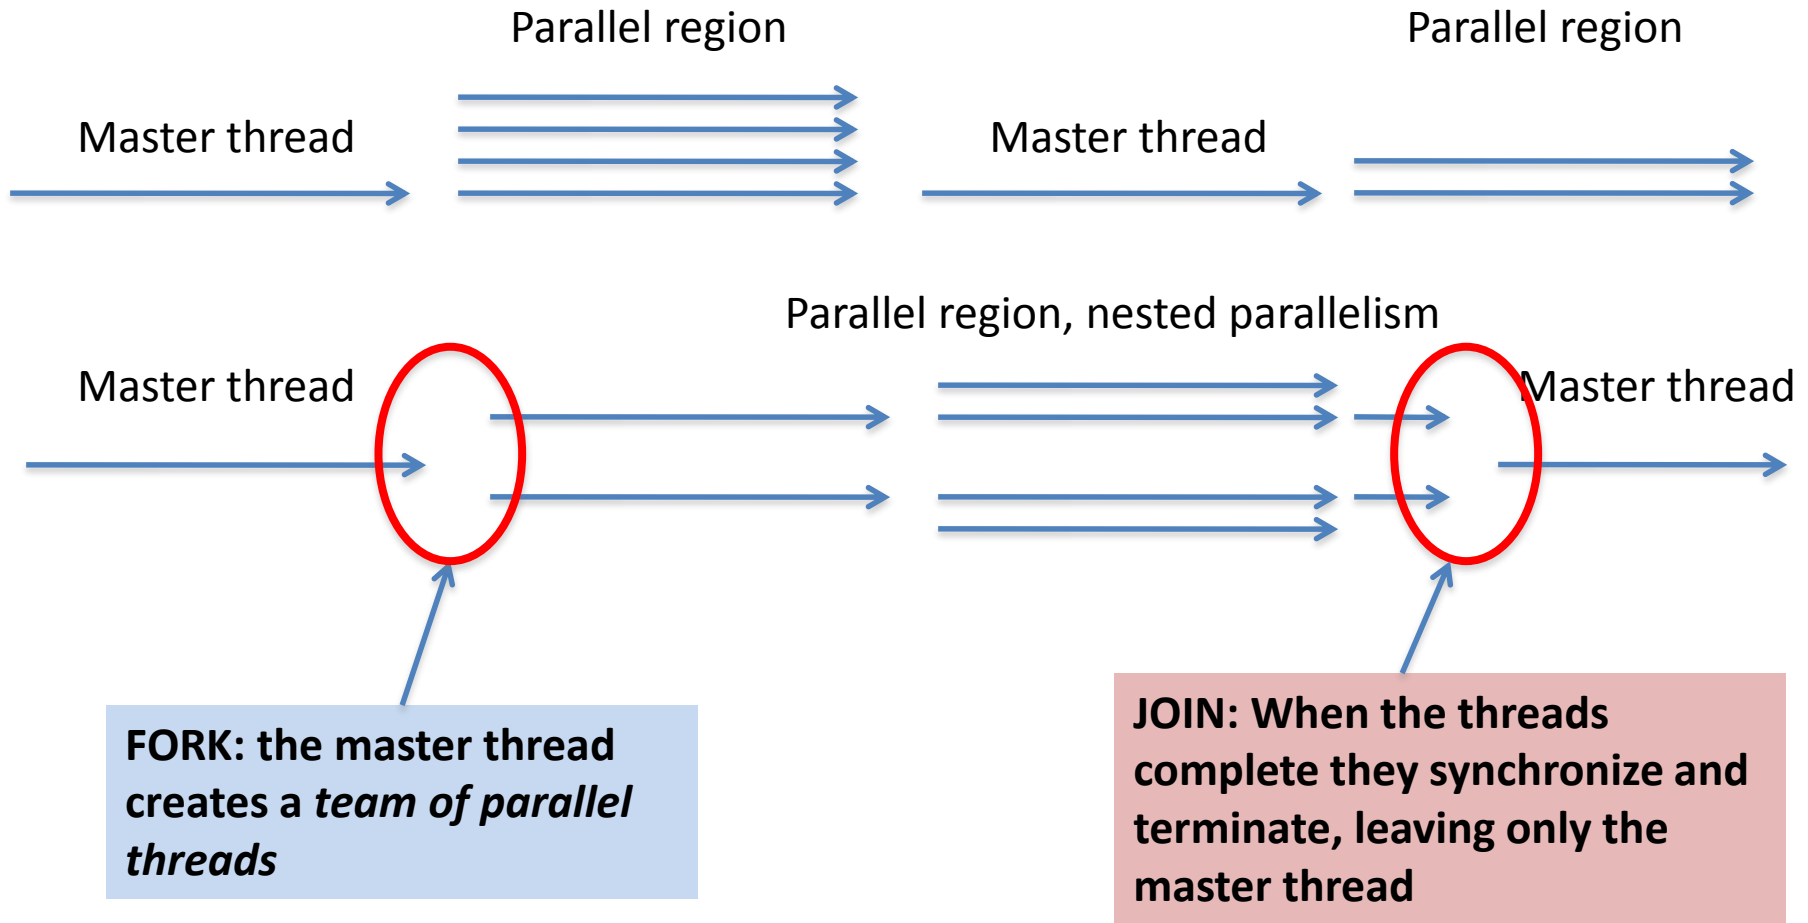 Parallel region
Parallel region
Master thread
Master thread
Parallel region, nested parallelism
Master thread
Master thread
FORK: the master thread
creates a team of parallel
threads
JOIN: When the threads
complete they synchronize and
terminate, leaving only the
master thread